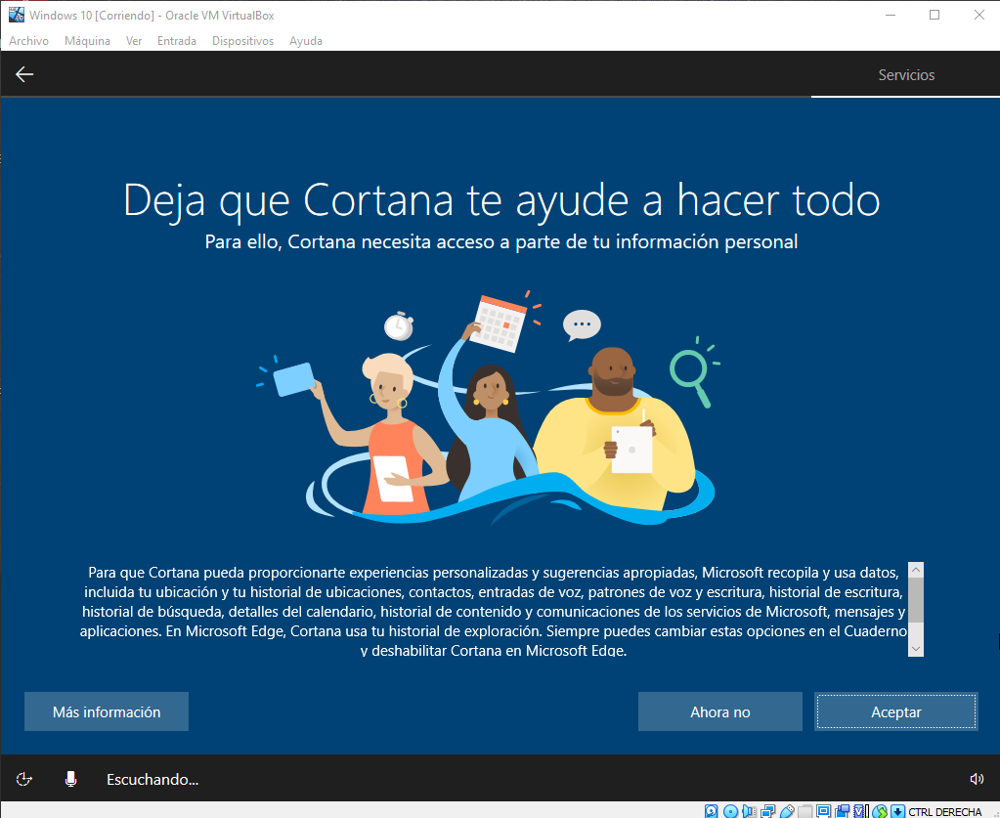 Windows 10 [Corriendo] - Oracle VM VirtualBox
Archivo Máquina Ver Entrada Dispositivos Ayuda
Servicios
Deja que Cortana te ayude a hacer todo
Para ello, Cortana necesita acceso a parte de tu información personal
Para que Cortana pueda proporcionarte experiencias personalizadas y sugerencias apropiadas, Microsoft recopila y usa datos,
incluida tu ubicación y tu historial de ubicaciones, contactos, entradas de voz, patrones de voz y escritura, historial de escritura,
historial de búsqueda, detalles del calendario, historial de contenido y comunicaciones de los servicios de Microsoft, mensajes y
aplicaciones. En Microsoft Edge, Cortana usa tu historial de exploración. Siempre puedes cambiar estas opciones en el Cuaderno
y deshabilitar Cortana en Microsoft Edge.
Más información Ahora no Aceptar
Escuchando...
CTRL DERECHA